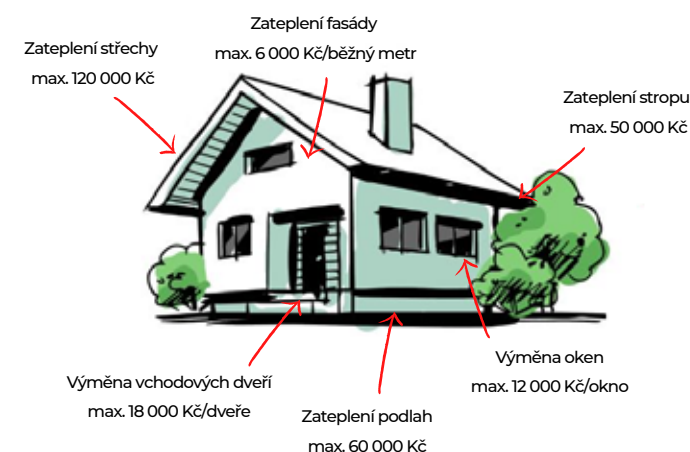 Zateplení fasády
max. 6 000 Kč/běžný metr
Zateplení střechy
max. 120 000 Kč
Zateplení stropu
max. 50 000 Kč
Výměna oken
max. 12 000 Kč/okno
Výměna vchodových dveří
max. 18 000 Kč/dveře
Zateplení podlah
max. 60 000 Kč